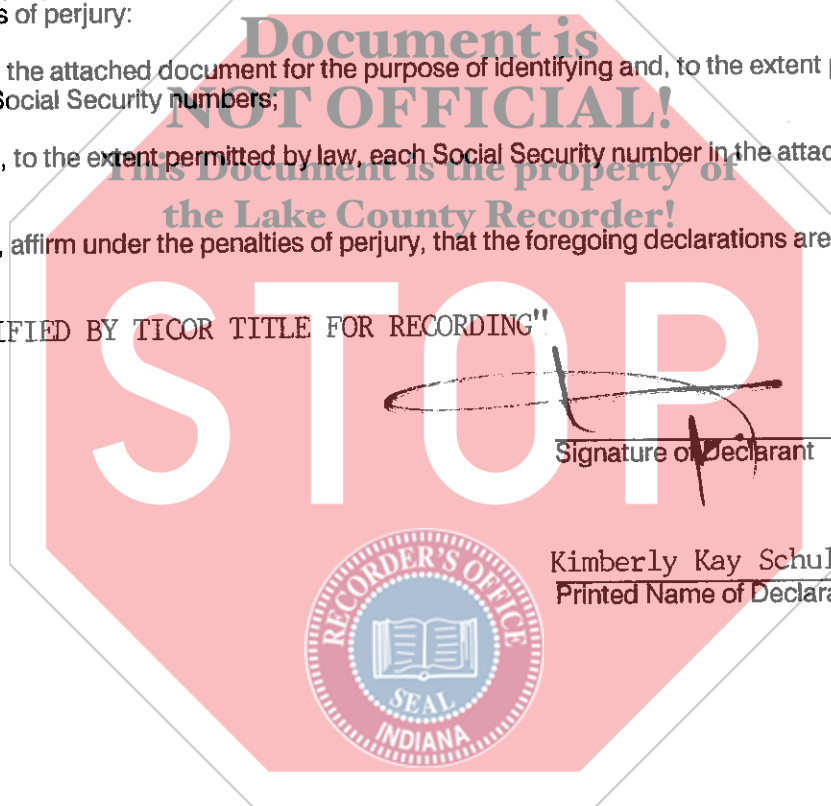 s of perjury:
Document is
the attached document for the purpose of identifying and, to the extent
Social Security numbers;
NOT OFFICIAL!
, to the extent permitted by law, each Social Security number in the attac
This Document is the property of
the Lake County Recorder!
, affirm under the penalties of perjury, that the foregoing declarations are
IFIED BY TICOR TITLE FOR RECORDING"
STOP
Signature of Declarant
Kimberly Kay Schul
Printed Name of Declara
RECORDER'S OFFICE
SEAL
INDIANA